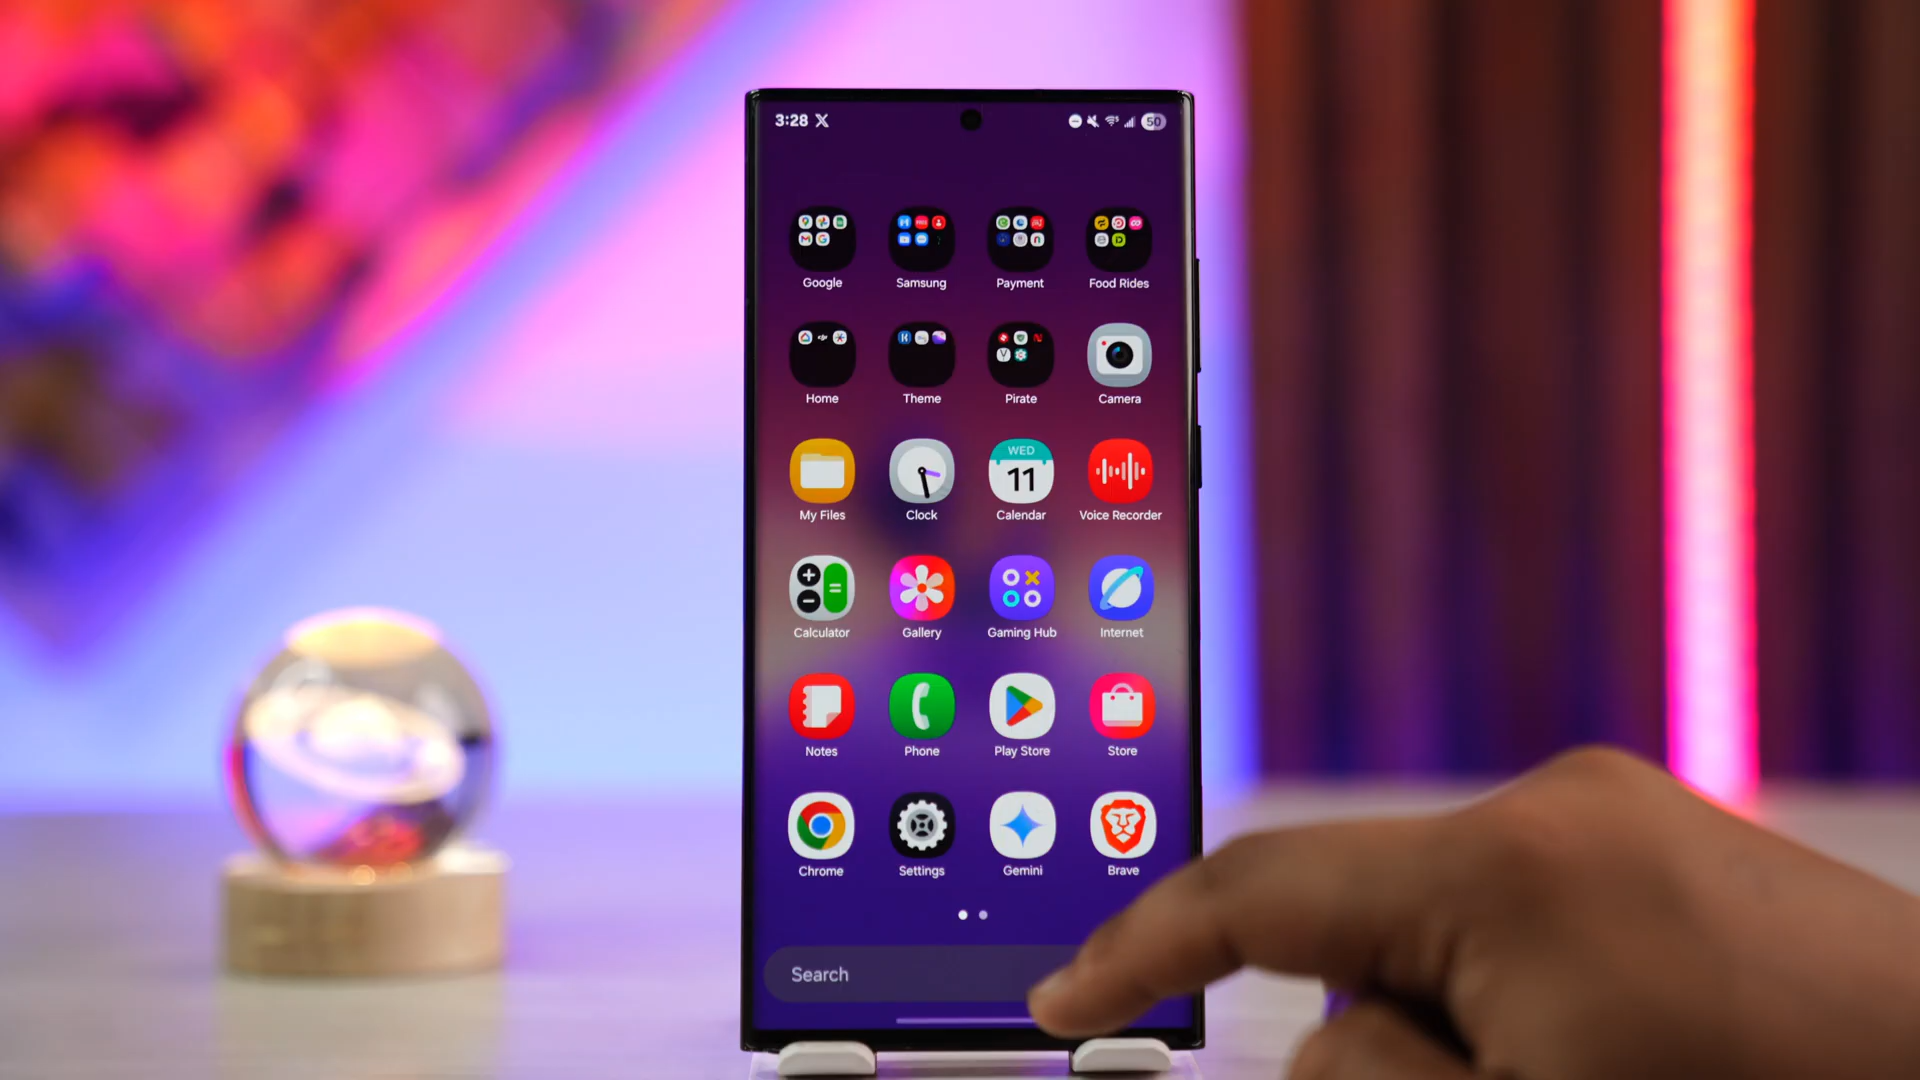 3:28
50
Google Samsung Payment Food Rides
Home Theme Pirate Camera
WED
11
My Files Clock Calendar Voice Recorder
Calculator Gallery Gaming Hub Internet
Notes Phone Play Store Store
Chrome Settings Gemini Brave
Search